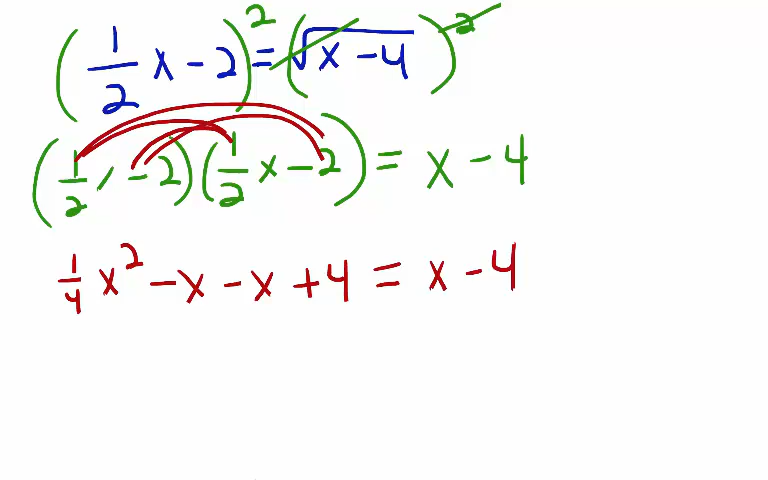 (1/2 x - 2)² = (√(x - 4))²
(1/2 x - 2)(1/2 x - 2) = x - 4
1/4 x² - x - x + 4 = x - 4